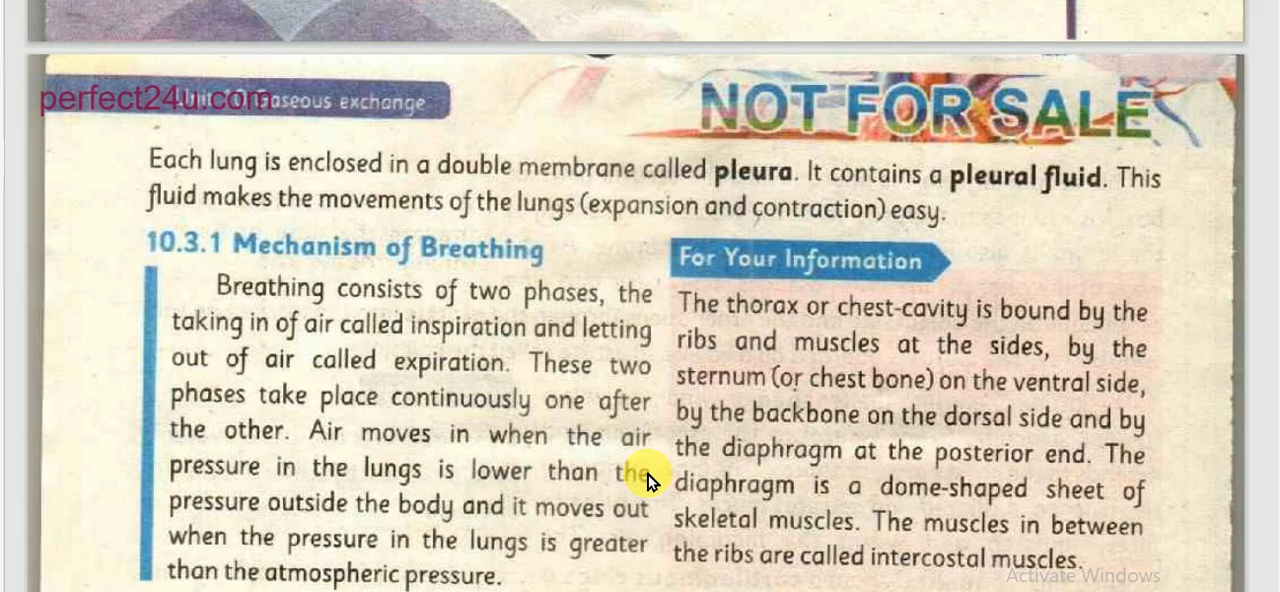 perfect24u.com
Unit 10 Gaseous exchange
NOT FOR SALE
Each lung is enclosed in a double membrane called pleura. It contains a pleural fluid. This
fluid makes the movements of the lungs (expansion and contraction) easy.
10.3.1 Mechanism of Breathing
Breathing consists of two phases, the
taking in of air called inspiration and letting
out of air called expiration. These two
phases take place continuously one after
the other. Air moves in when the air
pressure in the lungs is lower than the
pressure outside the body and it moves out
when the pressure in the lungs is greater
than the atmospheric pressure.
For Your Information
The thorax or chest-cavity is bound by the
ribs and muscles at the sides, by the
sternum (or chest bone) on the ventral side,
by the backbone on the dorsal side and by
the diaphragm at the posterior end. The
diaphragm is a dome-shaped sheet of
skeletal muscles. The muscles in between
the ribs are called intercostal muscles.
Activate Windows